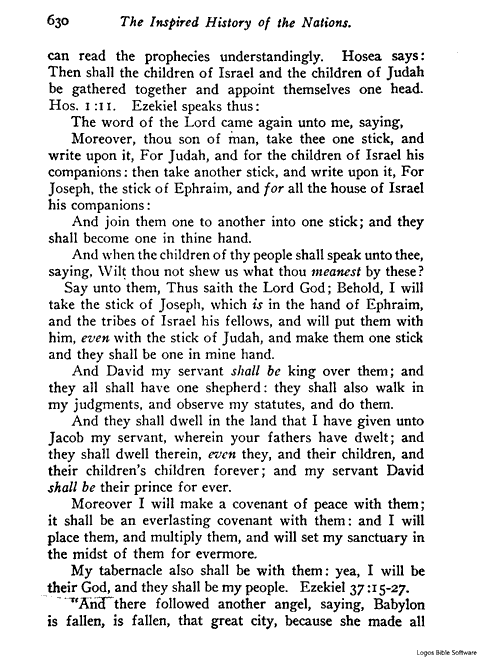 630 The Inspired History of the Nations.
can read the prophecies understandingly. Hosea says:
Then shall the children of Israel and the children of Judah
be gathered together and appoint themselves one head.
Hos. 1:11. Ezekiel speaks thus:
The word of the Lord came again unto me, saying,
Moreover, thou son of man, take thee one stick, and
write upon it, For Judah, and for the children of Israel his
companions: then take another stick, and write upon it, For
Joseph, the stick of Ephraim, and for all the house of Israel
his companions:
And join them one to another into one stick; and they
shall become one in thine hand.
And when the children of thy people shall speak unto thee,
saying, Wilt thou not shew us what thou meanest by these?
Say unto them, Thus saith the Lord God; Behold, I will
take the stick of Joseph, which is in the hand of Ephraim,
and the tribes of Israel his fellows, and will put them with
him, even with the stick of Judah, and make them one stick
and they shall be one in mine hand.
And David my servant shall be king over them; and
they all shall have one shepherd: they shall also walk in
my judgments, and observe my statutes, and do them.
And they shall dwell in the land that I have given unto
Jacob my servant, wherein your fathers have dwelt; and
they shall dwell therein, even they, and their children, and
their children's children forever; and my servant David
shall be their prince for ever.
Moreover I will make a covenant of peace with them;
it shall be an everlasting covenant with them: and I will
place them, and multiply them, and will set my sanctuary in
the midst of them for evermore.
My tabernacle also shall be with them: yea, I will be
their God, and they shall be my people. Ezekiel 37:15-27.
"And there followed another angel, saying, Babylon
is fallen, is fallen, that great city, because she made all
Logos Bible Software